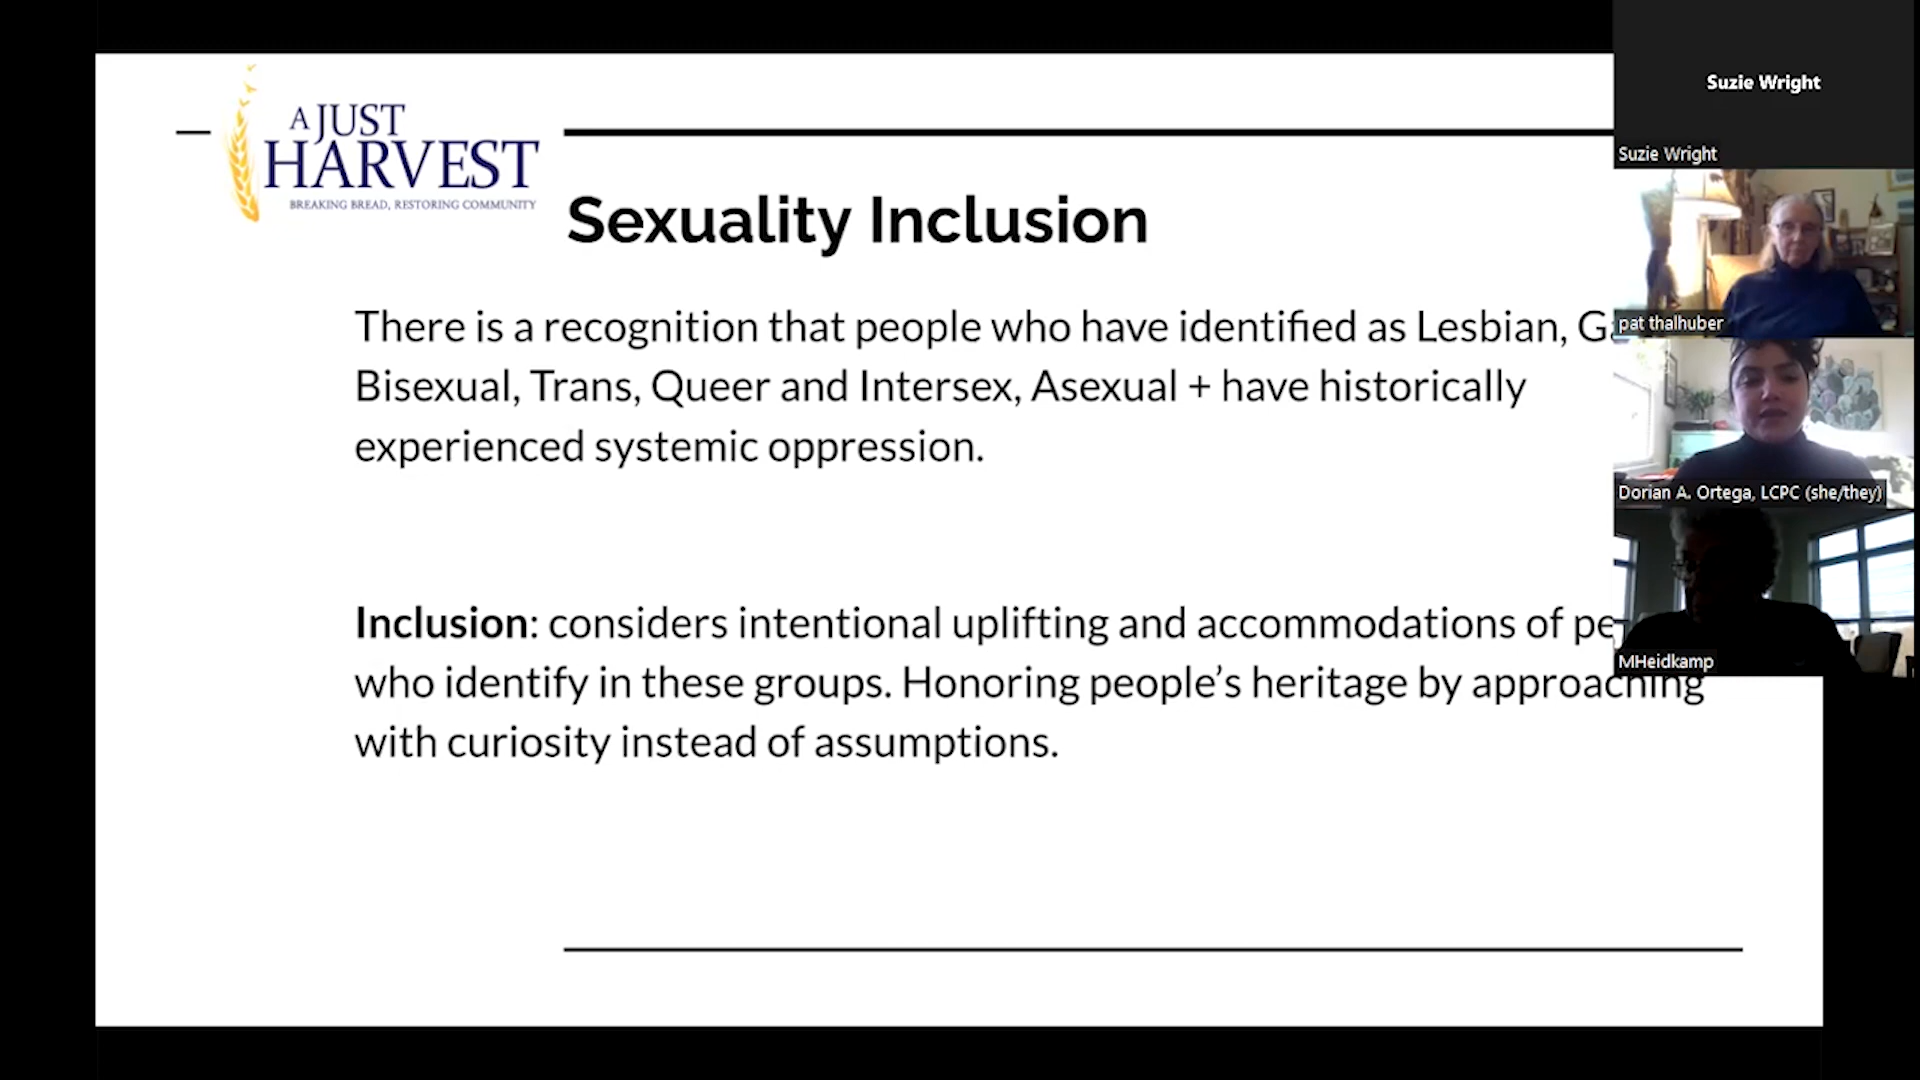 A JUST
HARVEST
BREAKING BREAD, RESTORING COMMUNITY
Sexuality Inclusion
There is a recognition that people who have identified as Lesbian,
Bisexual, Trans, Queer and Intersex, Asexual + have historically
experienced systemic oppression.
Inclusion: considers intentional uplifting and accommodations of
who identify in these groups. Honoring people’s heritage by approaching
with curiosity instead of assumptions.
Suzie Wright
Suzie Wright
pat thalhuber
Dorian A. Ortega, LCPC (she/they)
MHeidkamp